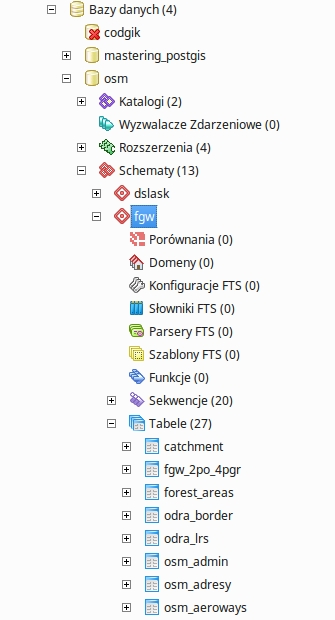 Bazy danych (4)
codgik
mastering_postgis
osm
Katalogi (2)
Wyzwalacze Zdarzeniowe (0)
Rozszerzenia (4)
Schematy (13)
dslask
fgw
Porównania (0)
Domeny (0)
Konfiguracje FTS (0)
Słowniki FTS (0)
Parsery FTS (0)
Szablony FTS (0)
Funkcje (0)
Sekwencje (20)
Tabele (27)
catchment
fgw_2po_4pgr
forest_areas
odra_border
odra_lrs
osm_admin
osm_adresy
osm_aeroways